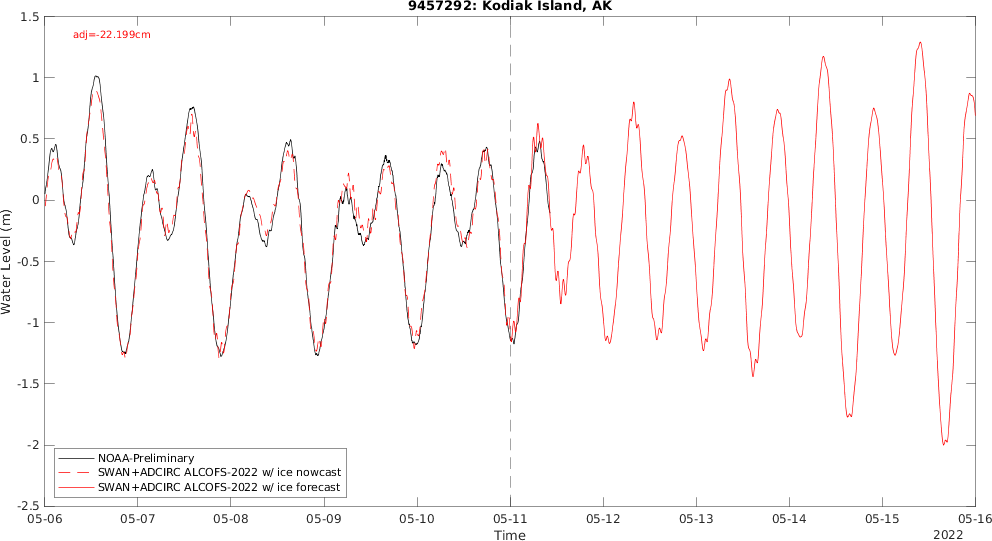 9457292: Kodiak Island, AK
adj=-22.199cm
1.5
1
0.5
0
-0.5
-1
-1.5
-2
-2.5
Water Level (m)
NOAA-Preliminary
SWAN+ADCIRC ALCOFS-2022 w/ ice nowcast
SWAN+ADCIRC ALCOFS-2022 w/ ice forecast
05-06 05-07 05-08 05-09 05-10 05-11 05-12 05-13 05-14 05-15 05-16
Time
2022